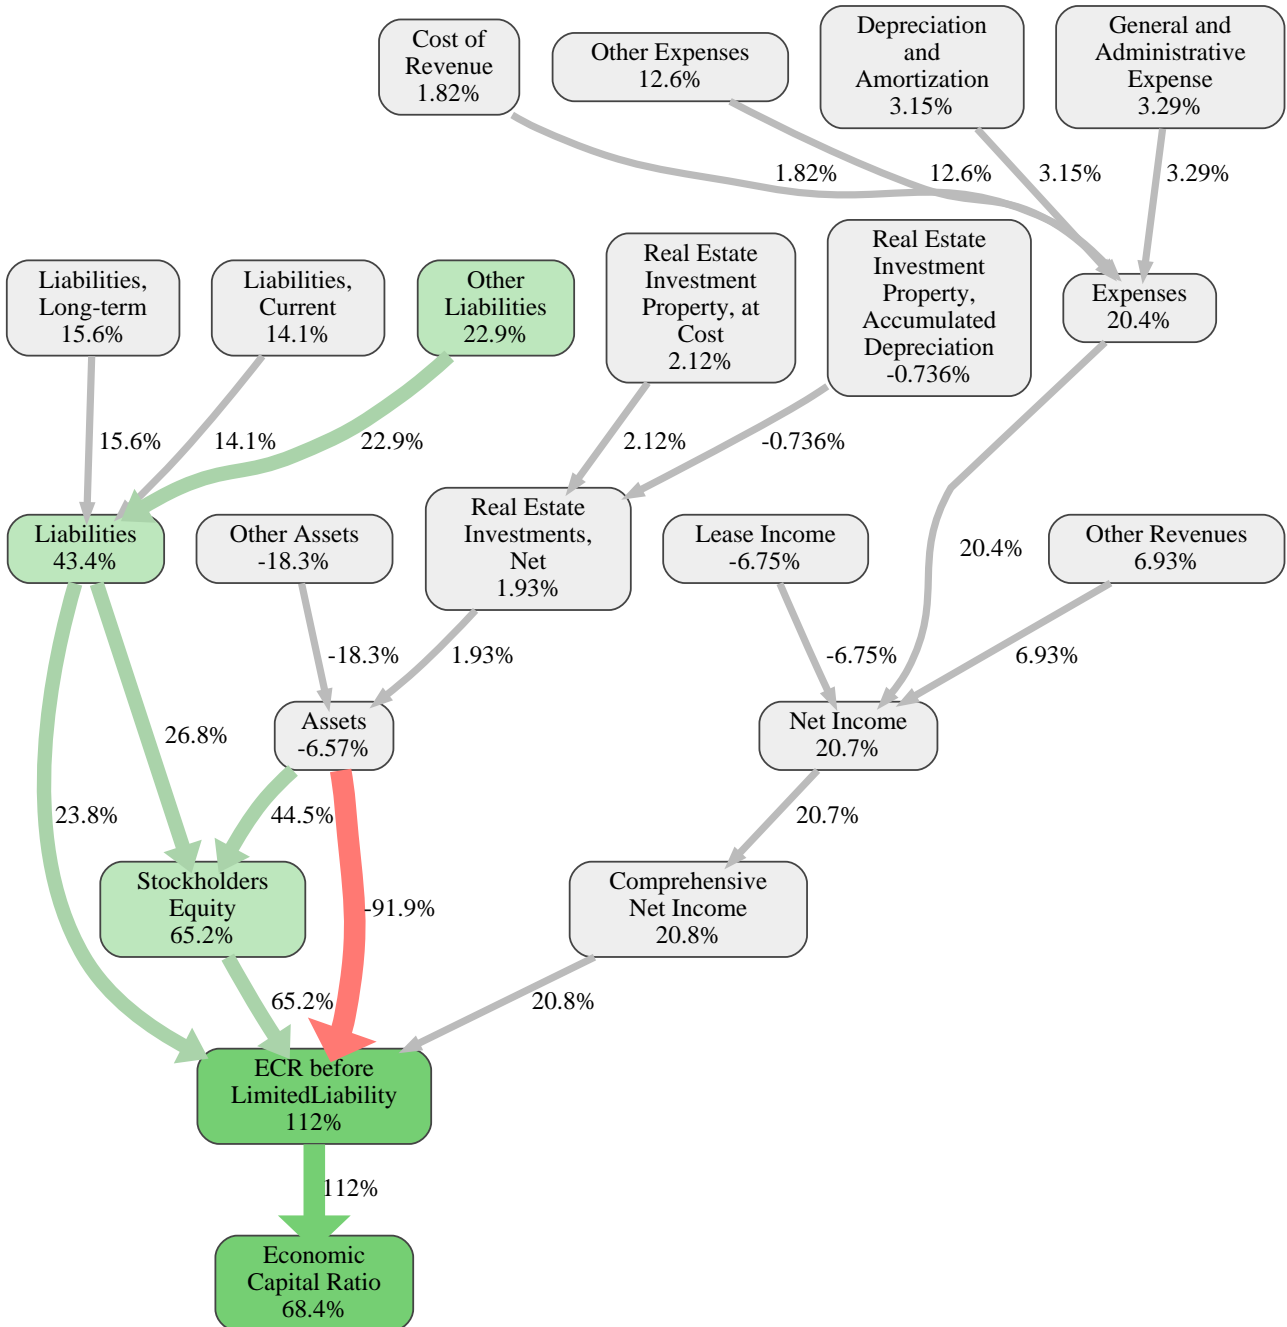 Cost of
Revenue
1.82%
Other Expenses
12.6%
Depreciation
and
Amortization
3.15%
General and
Administrative
Expense
3.29%
1.82%
12.6%
3.15%
3.29%
Liabilities,
Long-term
15.6%
Liabilities,
Current
14.1%
Other
Liabilities
22.9%
Real Estate
Investment
Property, at
Cost
2.12%
Real Estate
Investment
Property,
Accumulated
Depreciation
-0.736%
Expenses
20.4%
15.6%
14.1%
22.9%
2.12%
-0.736%
Liabilities
43.4%
Other Assets
-18.3%
Real Estate
Investments,
Net
1.93%
Lease Income
-6.75%
20.4%
Other Revenues
6.93%
-18.3%
1.93%
-6.75%
6.93%
26.8%
Assets
-6.57%
Net Income
20.7%
23.8%
44.5%
20.7%
Stockholders
Equity
65.2%
-91.9%
Comprehensive
Net Income
20.8%
65.2%
20.8%
ECR before
LimitedLiability
112%
112%
Economic
Capital Ratio
68.4%